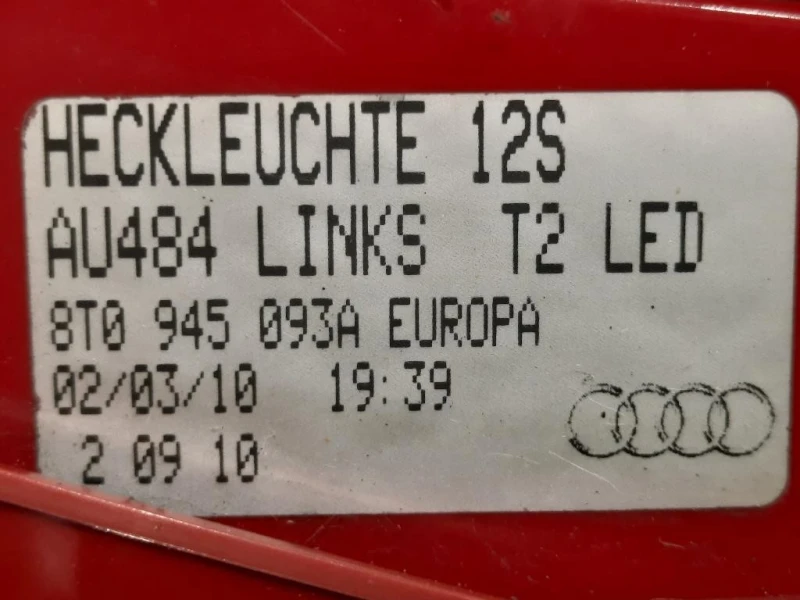 HECKLEUCHTE 12S
AU484 LINKS T2 LED
8T0 945 093A EUROPA
02/03/10 19:39
2 09 10